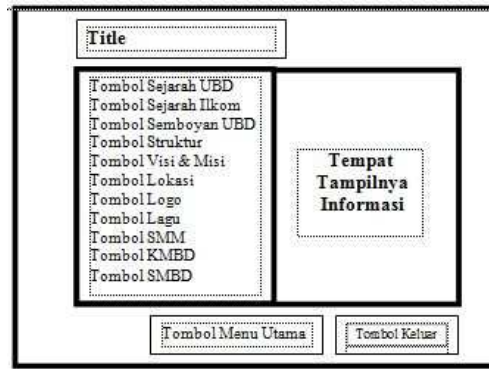 Title
Tombol Sejarah UBD
Tombol Sejarah Ilkom
Tombol Semboyan UBD
Tombol Struktur
Tombol Visi & Misi
Tombol Lokasi
Tombol Logo
Tombol Lagu
Tombol SMM
Tombol KMBD
Tombol SMBD
Tempat
Tampilnya
Informasi
Tombol Menu Utama
Tombol Keluar